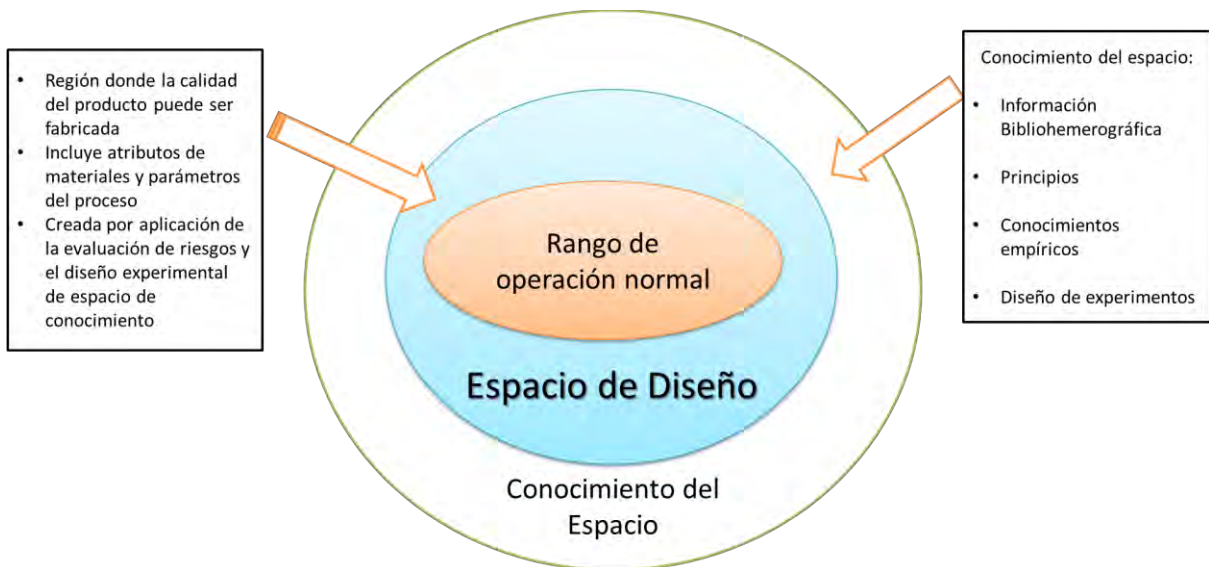 • Región donde la calidad
del producto puede ser
fabricada
• Incluye atributos de
materiales y parámetros
del proceso
• Creada por aplicación de
la evaluación de riesgos y
el diseño experimental
de espacio de
conocimiento
Rango de
operación normal
Espacio de Diseño
Conocimiento del
Espacio
Conocimiento del espacio:
• Información
Bibliohemerográfica
• Principios
• Conocimientos
empíricos
• Diseño de experimentos